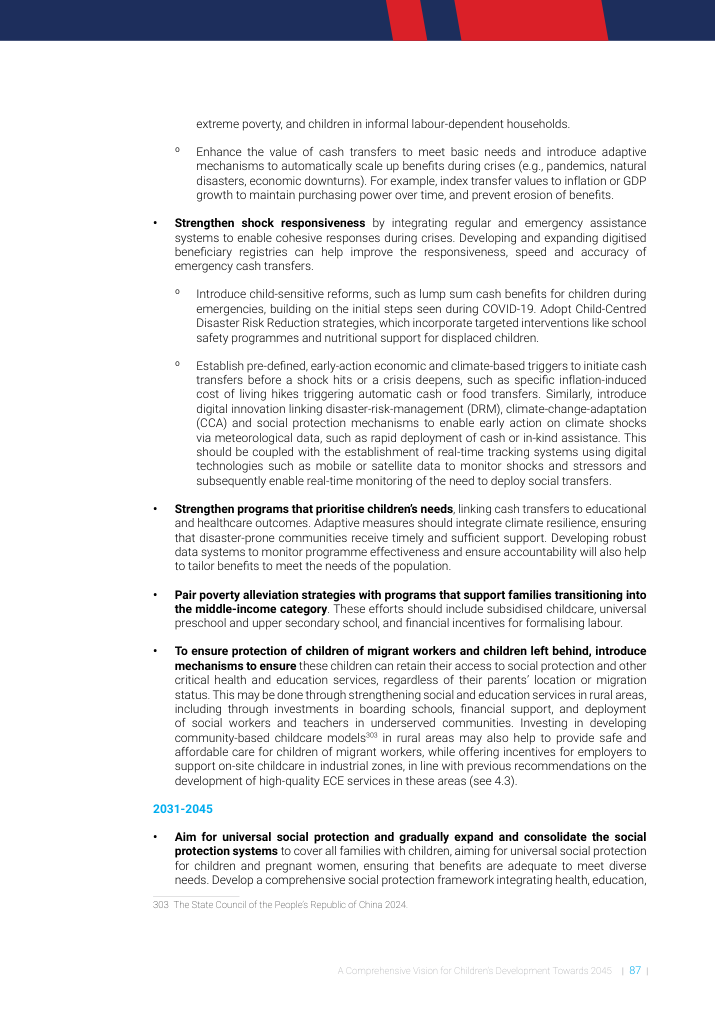 extreme poverty, and children in informal labour-dependent households.
o Enhance the value of cash transfers to meet basic needs and introduce adaptive
mechanisms to automatically scale up benefits during crises (e.g., pandemics, natural
disasters, economic downturns). For example, index transfer values to inflation or GDP
growth to maintain purchasing power over time, and prevent erosion of benefits.
• Strengthen shock responsiveness by integrating regular and emergency assistance
systems to enable cohesive responses during crises. Developing and expanding digitised
beneficiary registries can help improve the responsiveness, speed and accuracy of
emergency cash transfers.
o Introduce child-sensitive reforms, such as lump sum cash benefits for children during
emergencies, building on the initial steps seen during COVID-19. Adopt Child-Centred
Disaster Risk Reduction strategies, which incorporate targeted interventions like school
safety programmes and nutritional support for displaced children.
o Establish pre-defined, early-action economic and climate-based triggers to initiate cash
transfers before a shock hits or a crisis deepens, such as specific inflation-induced
cost of living hikes triggering automatic cash or food transfers. Similarly, introduce
digital innovation linking disaster-risk-management (DRM), climate-change-adaptation
(CCA) and social protection mechanisms to enable early action on climate shocks
via meteorological data, such as rapid deployment of cash or in-kind assistance. This
should be coupled with the establishment of real-time tracking systems using digital
technologies such as mobile or satellite data to monitor shocks and stressors and
subsequently enable real-time monitoring of the need to deploy social transfers.
• Strengthen programs that prioritise children's needs, linking cash transfers to educational
and healthcare outcomes. Adaptive measures should integrate climate resilience, ensuring
that disaster-prone communities receive timely and sufficient support. Developing robust
data systems to monitor programme effectiveness and ensure accountability will also help
to tailor benefits to meet the needs of the population.
• Pair poverty alleviation strategies with programs that support families transitioning into
the middle-income category. These efforts should include subsidised childcare, universal
preschool and upper secondary school, and financial incentives for formalising labour.
• To ensure protection of children of migrant workers and children left behind, introduce
mechanisms to ensure these children can retain their access to social protection and other
critical health and education services, regardless of their parents' location or migration
status. This may be done through strengthening social and education services in rural areas,
including through investments in boarding schools, financial support, and deployment
of social workers and teachers in underserved communities. Investing in developing
community-based childcare models303 in rural areas may also help to provide safe and
affordable care for children of migrant workers, while offering incentives for employers to
support on-site childcare in industrial zones, in line with previous recommendations on the
development of high-quality ECE services in these areas (see 4.3).
2031-2045
• Aim for universal social protection and gradually expand and consolidate the social
protection systems to cover all families with children, aiming for universal social protection
for children and pregnant women, ensuring that benefits are adequate to meet diverse
needs. Develop a comprehensive social protection framework integrating health, education,
303 The State Council of the People's Republic of China 2024.
A Comprehensive Vision for Children's Development Towards 2045 | 87 |